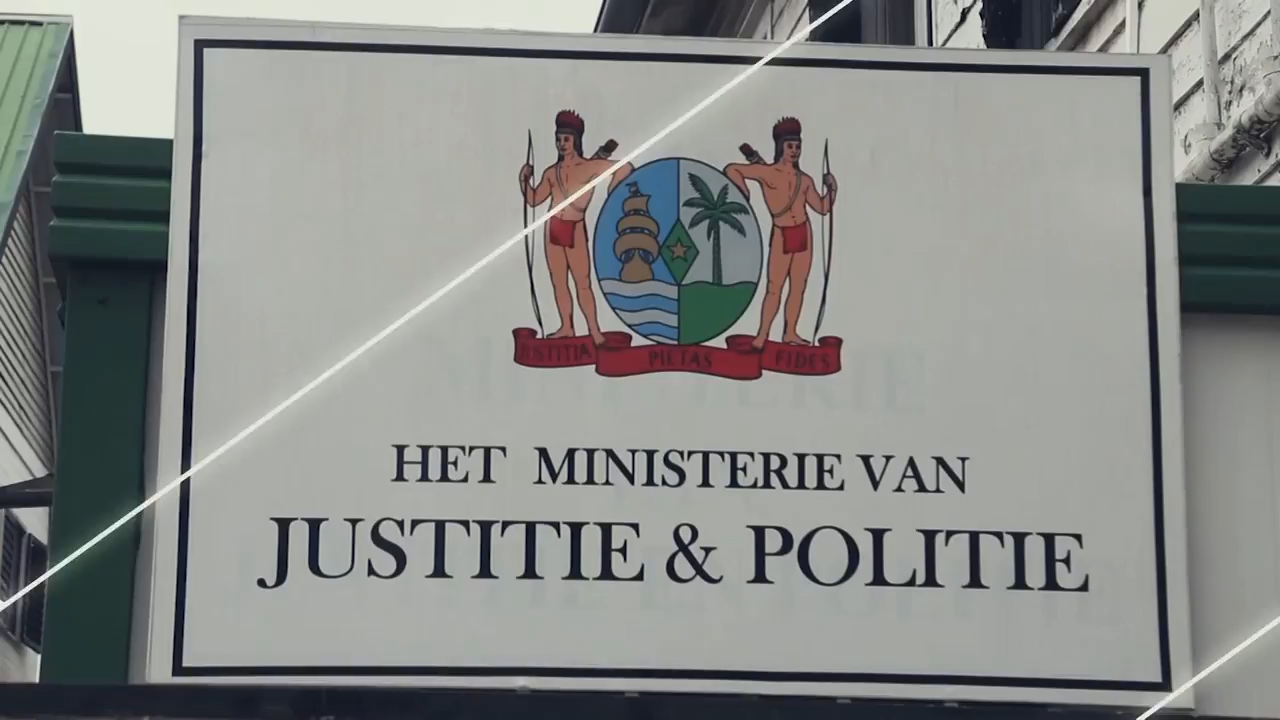 JUSTITIA PIETAS FIDES
HET MINISTERIE VAN
JUSTITIE & POLITIE